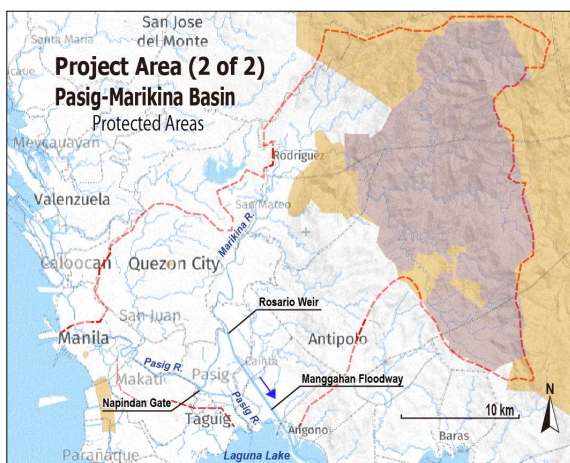 San Jose
del Monte
Santa Maria
Project Area (2 of 2)
Pasig-Marikina Basin
Protected Areas
Meycauayan
Rodriguez
Valenzuela
San Mateo
Marikina R.
Caloocan
Quezon City
Rosario Weir
San Juan
Manila
Antipolo
Pasig R.
Cainta
Makati
Pasig
Manggahan Floodway
Napindan Gate
Pasig R.
N
10 km
Taguig
Angono
Baras
Parañaque
Laguna Lake